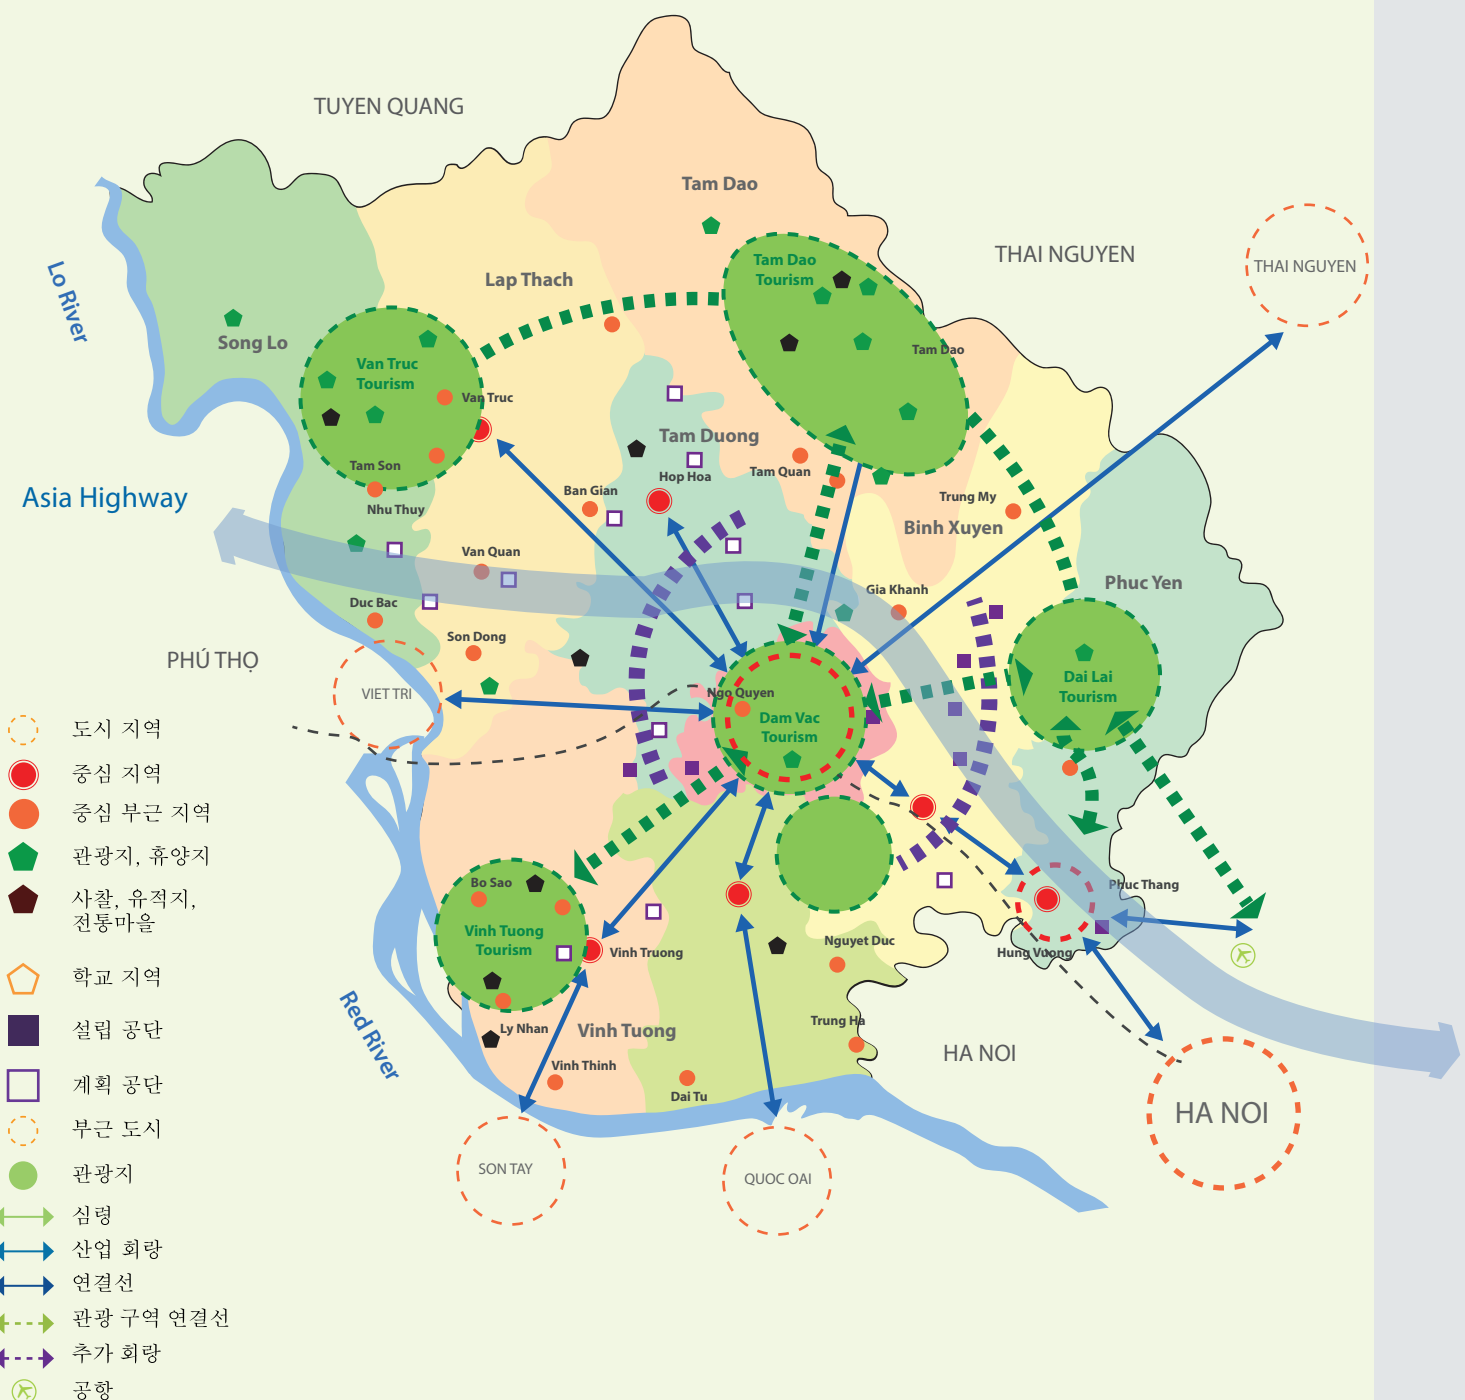 TUYEN QUANG
Tam Dao
THAI NGUYEN
THAI NGUYEN
Tam Dao
Tourism
Lap Thach
Lo River
Song Lo
Tam Dao
Van Truc
Tourism
Van Truc
Tam Duong
Tam Son
Hop Hoa
Tam Quan
Ban Gian
Trung My
Asia Highway
Nhu Thuy
Binh Xuyen
Van Quan
Phuc Yen
Gia Khanh
Duc Bac
Son Dong
PHÚ THỌ
VIET TRI
Ngo Quyen
Dai Lai
Tourism
Dam Vac
Tourism
도시 지역
중심 지역
중심 부근 지역
관광지, 휴양지
사찰, 유적지,
전통마을
학교 지역
설립 공단
계획 공단
부근 도시
관광지
심령
산업 회랑
연결선
관광 구역 연결선
추가 회랑
공항
Bo Sao
Phuc Thang
Vinh Tuong
Tourism
Vinh Truong
Nguyet Duc
Hung Vuong
Red River
Ly Nhan
Vinh Tuong
Trung Ha
HA NOI
Vinh Thinh
Dai Tu
HA NOI
SON TAY
QUOC OAI